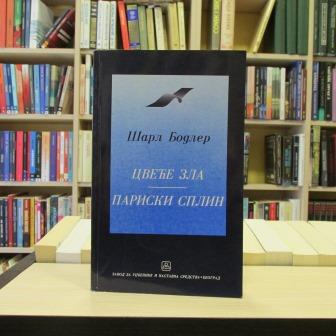 Шарл Бодлер
ЦВЕЋЕ ЗЛА
ПАРИСКИ СПЛИН
ЗАВОД ЗА УЏБЕНИКЕ И НАСТАВНА СРЕДСТВА • БЕОГРАД